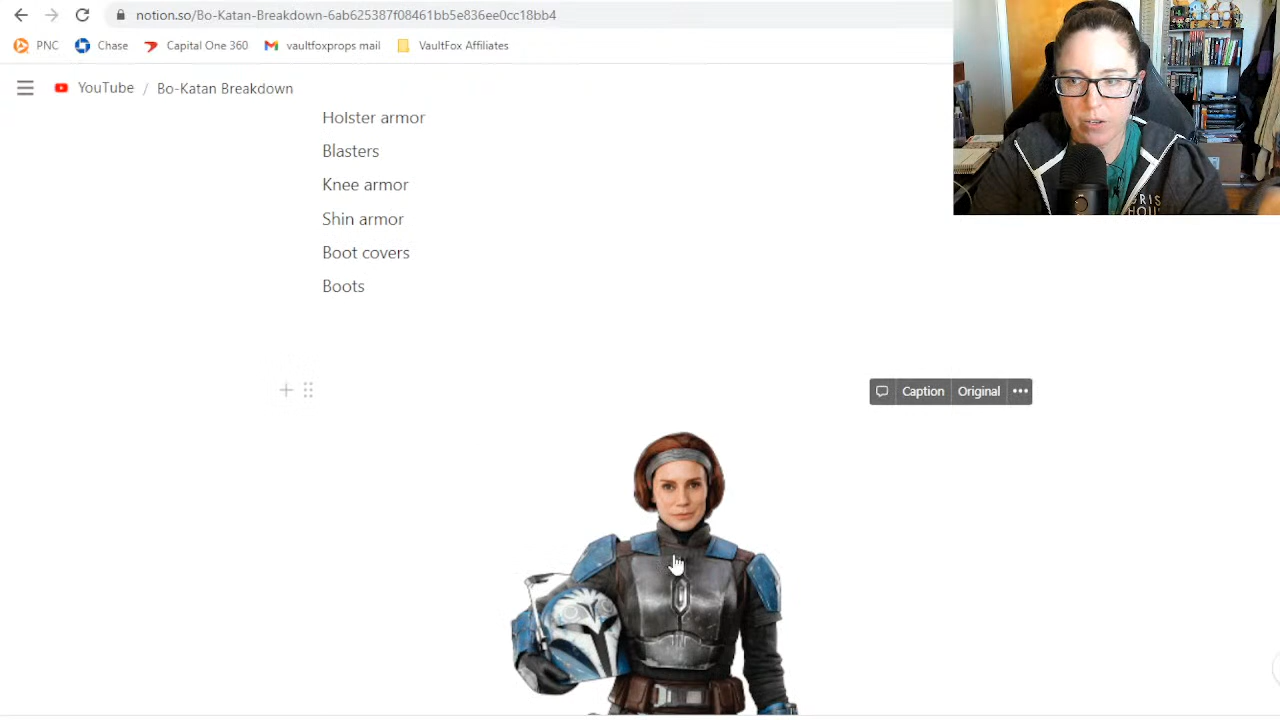 notion.so/Bo-Katan-Breakdown-6ab625387f08461bb5e836ee0cc18bb4
PNC Chase Capital One 360 vaultfoxprops mail VaultFox Affiliates
YouTube / Bo-Katan Breakdown
Holster armor
Blasters
Knee armor
Shin armor
Boot covers
Boots
Caption Original •••